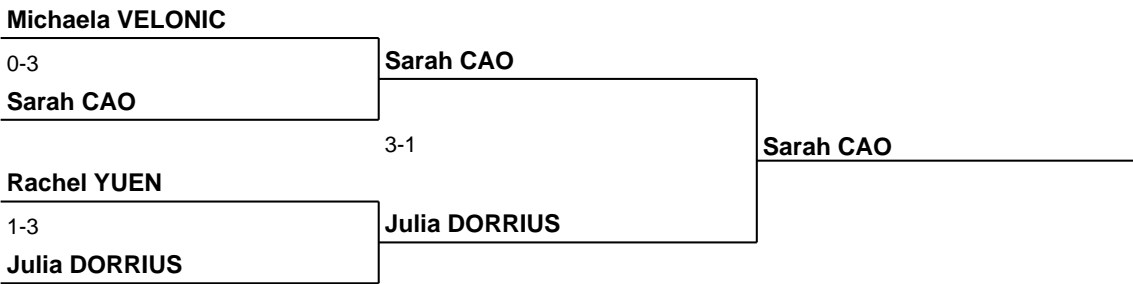 Michaela VELONIC
0-3
Sarah CAO
Sarah CAO
3-1
Sarah CAO
Rachel YUEN
1-3
Julia DORRIUS
Julia DORRIUS